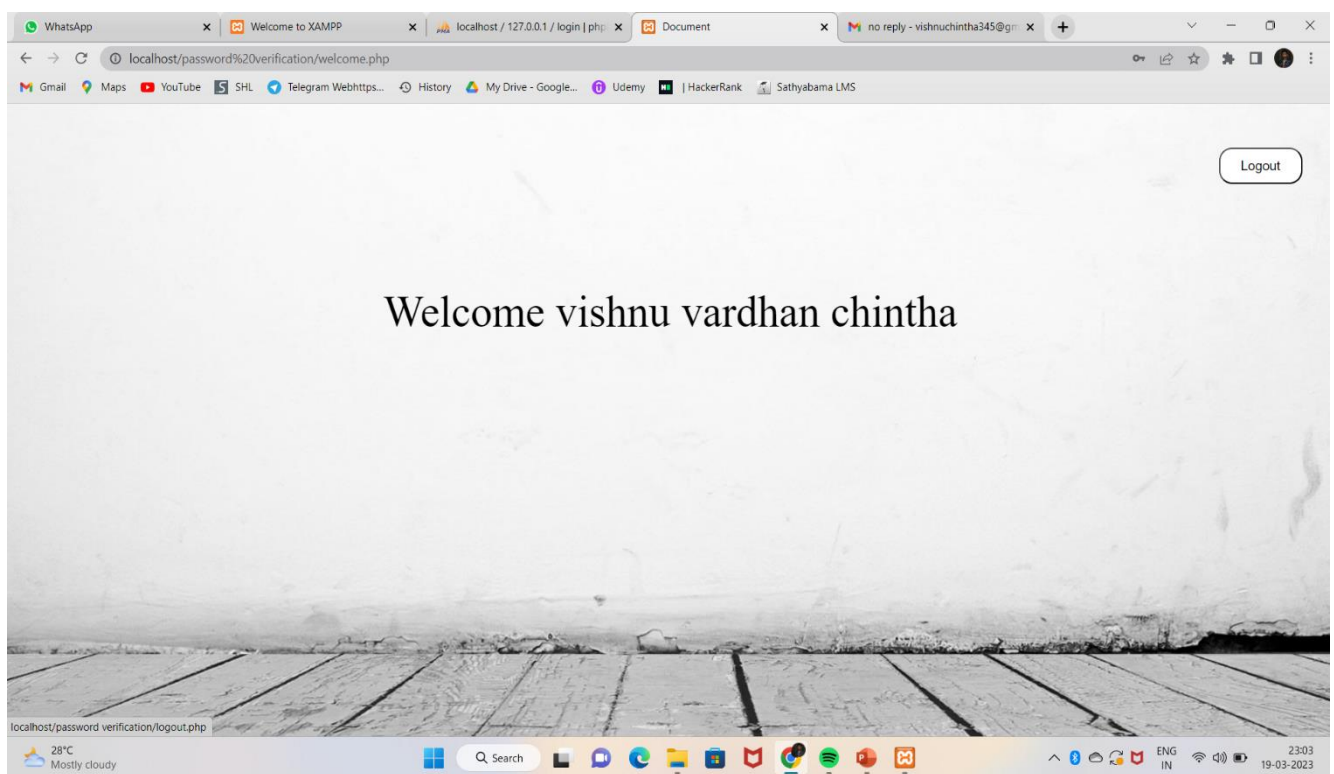 WhatsApp
Welcome to XAMPP
localhost / 127.0.0.1 / login | php
Document
no reply - vishnuchintha345@gm
localhost/password%20verification/welcome.php
Gmail
Maps
YouTube
SHL
Telegram Webhttps...
History
My Drive - Google...
Udemy
| HackerRank
Sathyabama LMS
Logout
Welcome vishnu vardhan chintha
localhost/password verification/logout.php
28°C
Mostly cloudy
Search
ENG
IN
23:03
19-03-2023